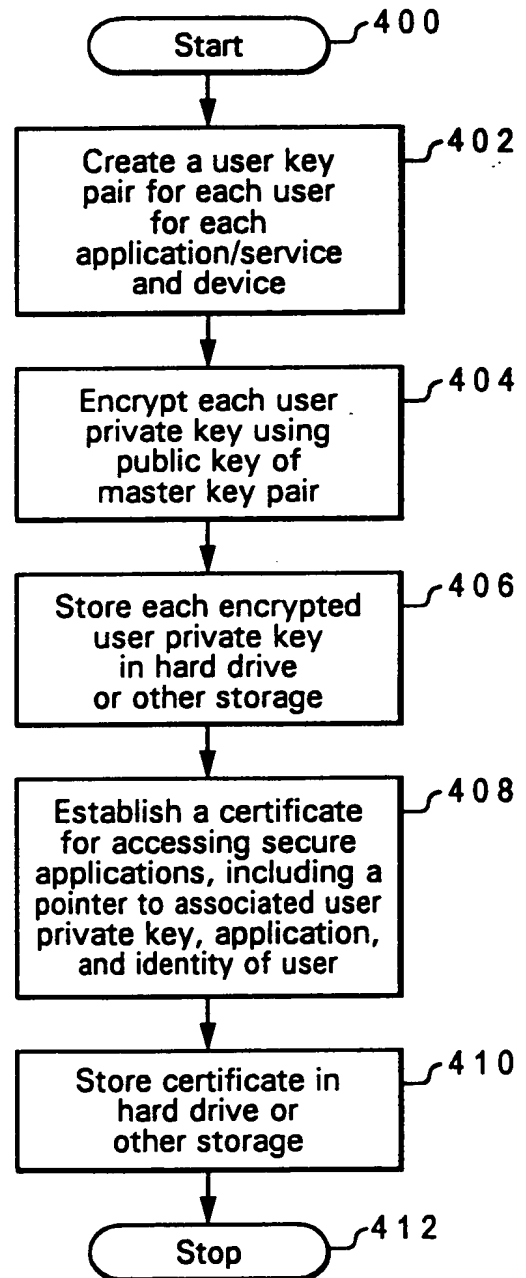 400
Start
402
Create a user key
pair for each user
for each
application/service
and device
404
Encrypt each user
private key using
public key of
master key pair
406
Store each encrypted
user private key
in hard drive
or other storage
408
Establish a certificate
for accessing secure
applications, including a
pointer to associated user
private key, application,
and identity of user
410
Store certificate in
hard drive or
other storage
412
Stop